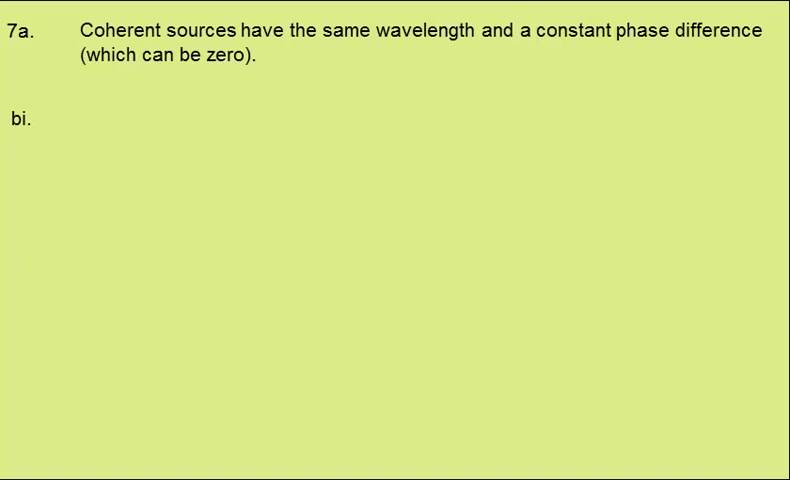 7a. Coherent sources have the same wavelength and a constant phase difference
(which can be zero).
bi.